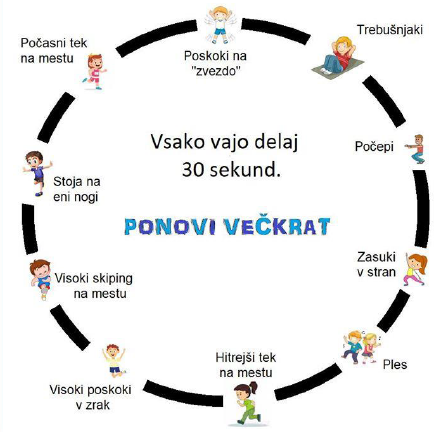 Poskoki na
"zvezdo"
Trebušnjaki
Počepi
Zasuki
v stran
Ples
Hitrejši tek
na mestu
Visoki poskoki
v zrak
Visoki skiping
na mestu
Stoja na
eni nogi
Počasni tek
na mestu
Vsako vajo delaj
30 sekund.
PONOVI VEČKRAT